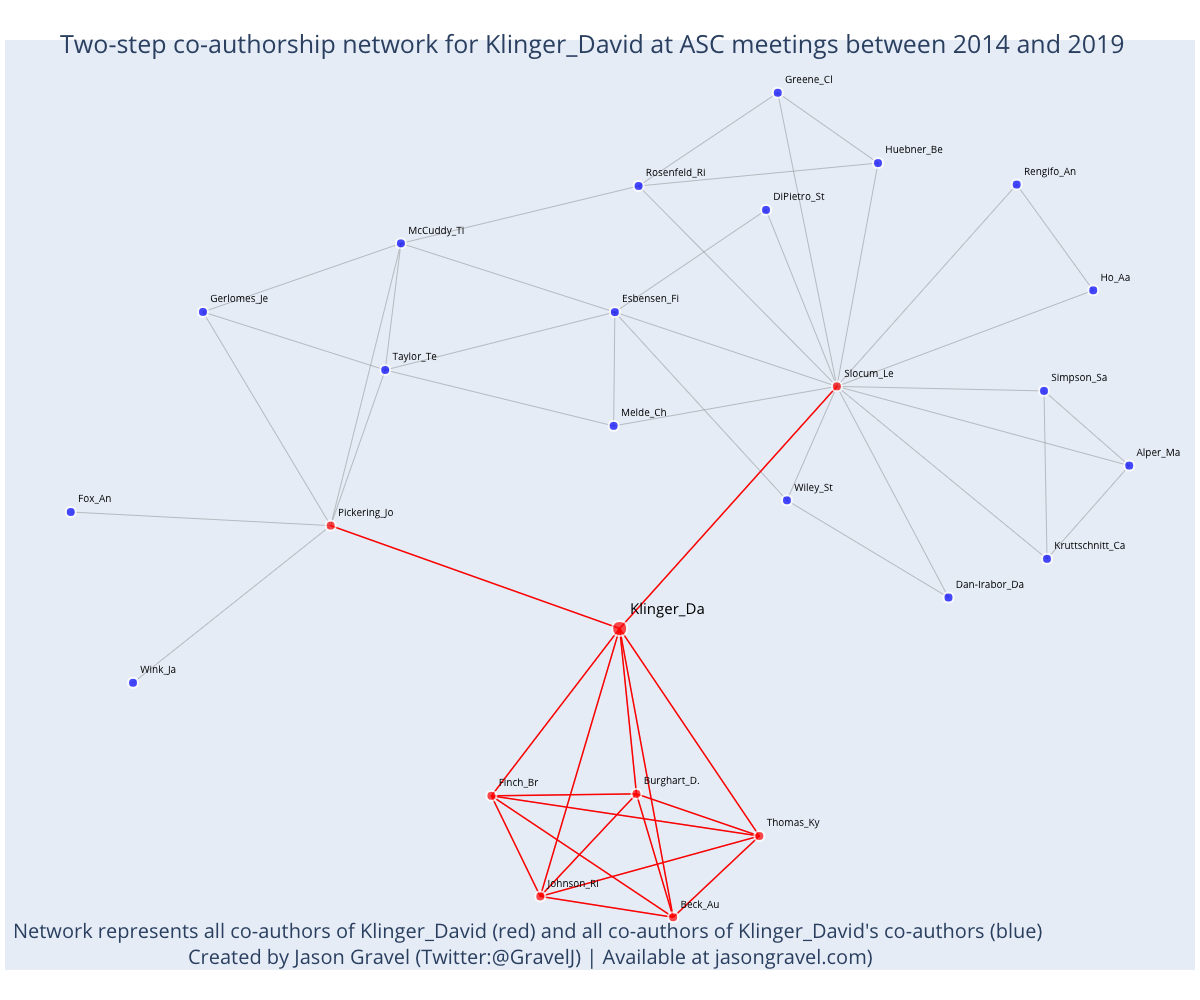 Two-step co-authorship network for Klinger_David at ASC meetings between 2014 and 2019
Greene_Cl
Huebner_Be
Rosenfeld_Ri
Rengifo_An
DiPietro_St
McCuddy_Ti
Ho_Aa
Gerlomes_Je
Esbensen_Fi
Taylor_Te
Slocum_Le
Simpson_Sa
Melde_Ch
Alper_Ma
Wiley_St
Fox_An
Pickering_Jo
Kruttschnitt_Ca
Dan-Irabor_Da
Klinger_Da
Wink_Ja
Finch_Br
Burghart_D.
Thomas_Ky
Johnson_Ri
Beck_Au
Network represents all co-authors of Klinger_David (red) and all co-authors of Klinger_David's co-authors (blue)
Created by Jason Gravel (Twitter:@GravelJ) | Available at jasongravel.com)